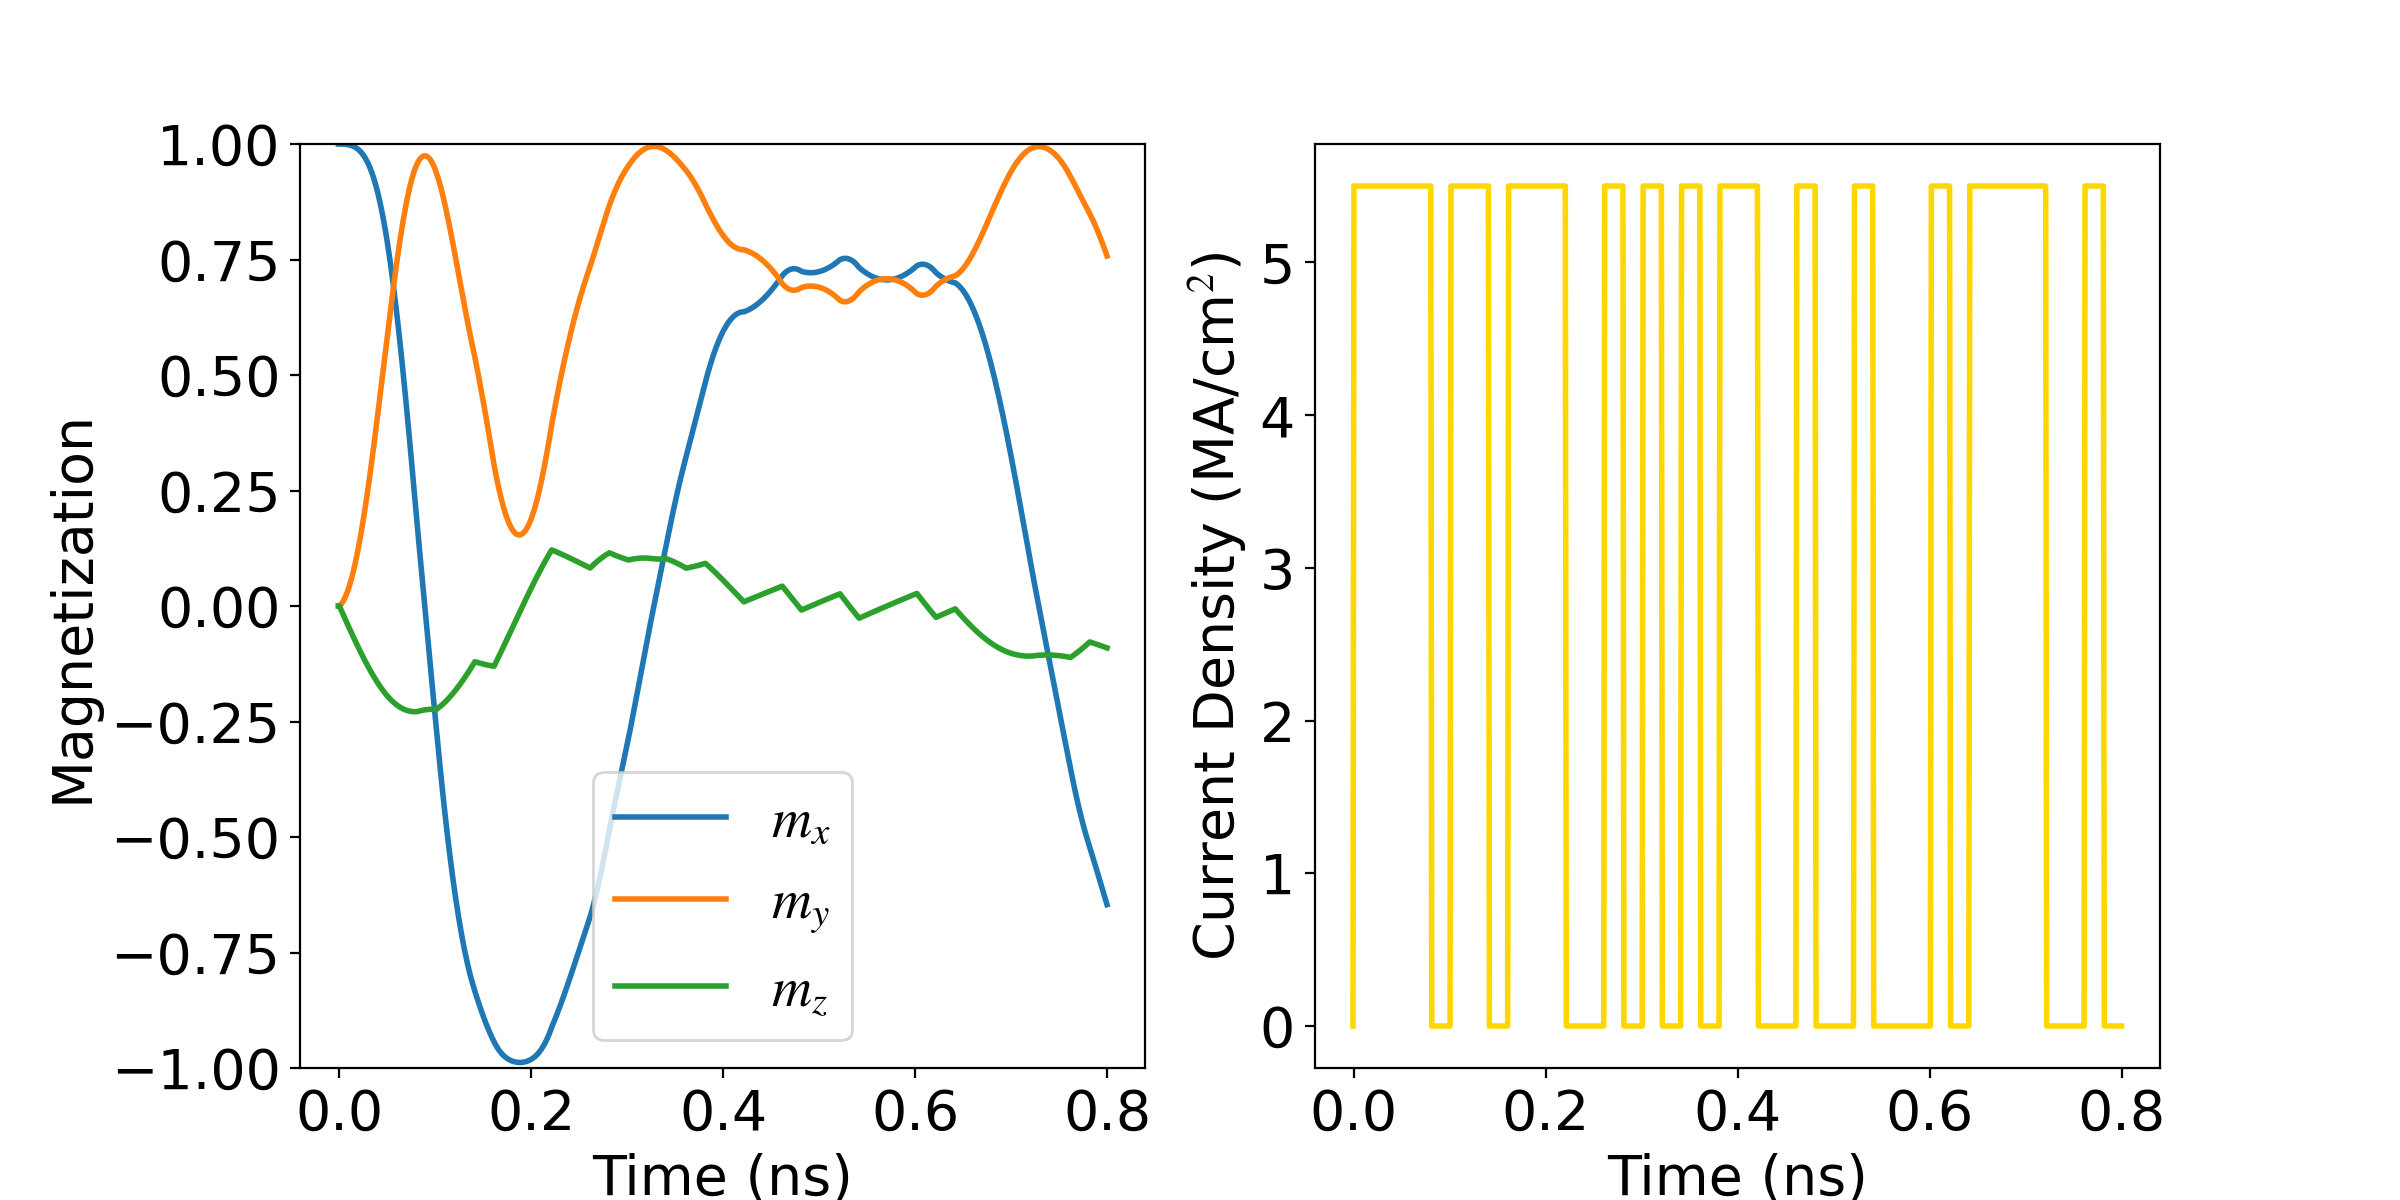 Magnetization
1.00
0.75
0.50
0.25
0.00
−0.25
−0.50
−0.75
−1.00
0.0 0.2 0.4 0.6 0.8
Time (ns)
m_x
m_y
m_z
Current Density (MA/cm²)
5
4
3
2
1
0
0.0 0.2 0.4 0.6 0.8
Time (ns)